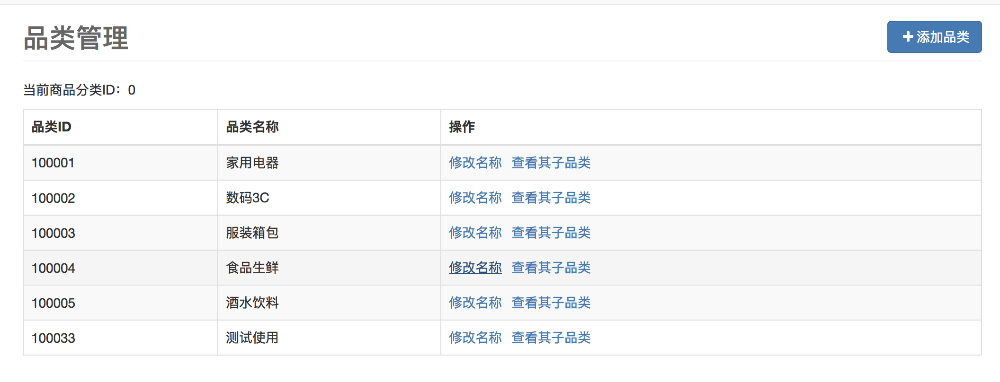 品类管理
添加品类
当前商品分类ID：0
品类ID 品类名称 操作
100001 家用电器 修改名称 查看其子品类
100002 数码3C 修改名称 查看其子品类
100003 服装箱包 修改名称 查看其子品类
100004 食品生鲜 修改名称 查看其子品类
100005 酒水饮料 修改名称 查看其子品类
100033 测试使用 修改名称 查看其子品类